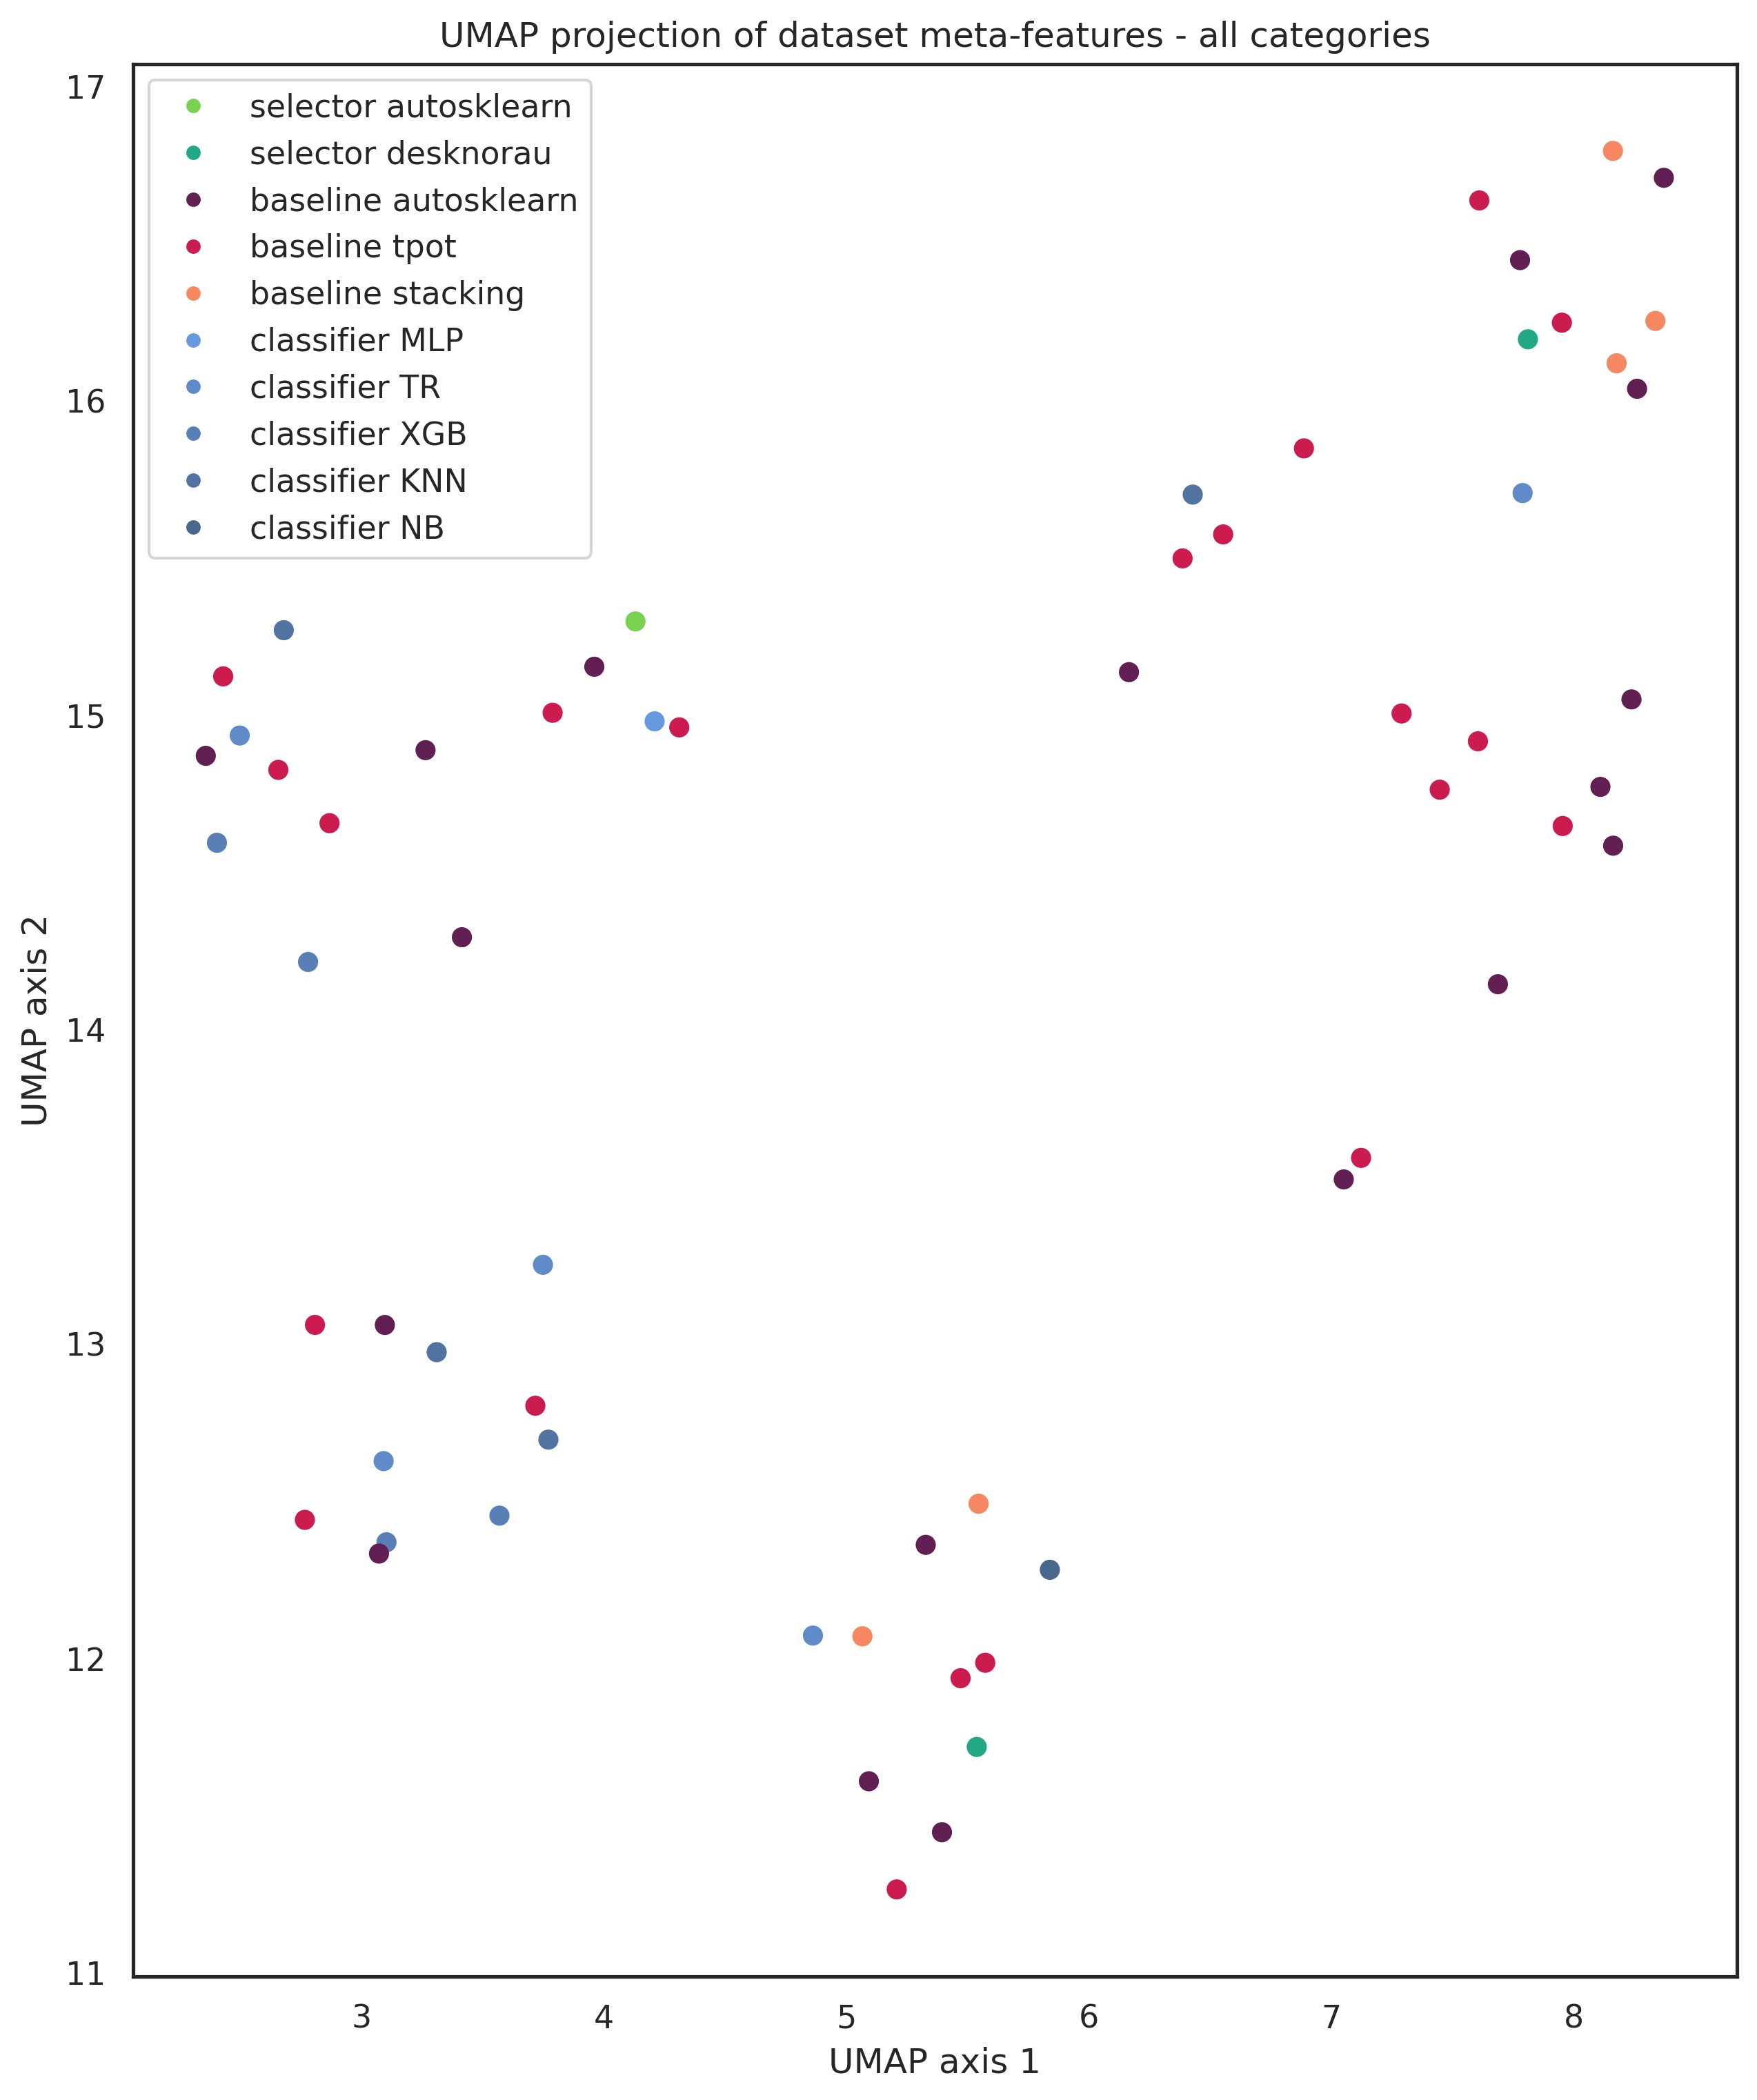 UMAP projection of dataset meta-features - all categories
selector autosklearn
selector desknorau
baseline autosklearn
baseline tpot
baseline stacking
classifier MLP
classifier TR
classifier XGB
classifier KNN
classifier NB
17
16
15
14
13
12
11
UMAP axis 2
3 4 5 6 7 8
UMAP axis 1